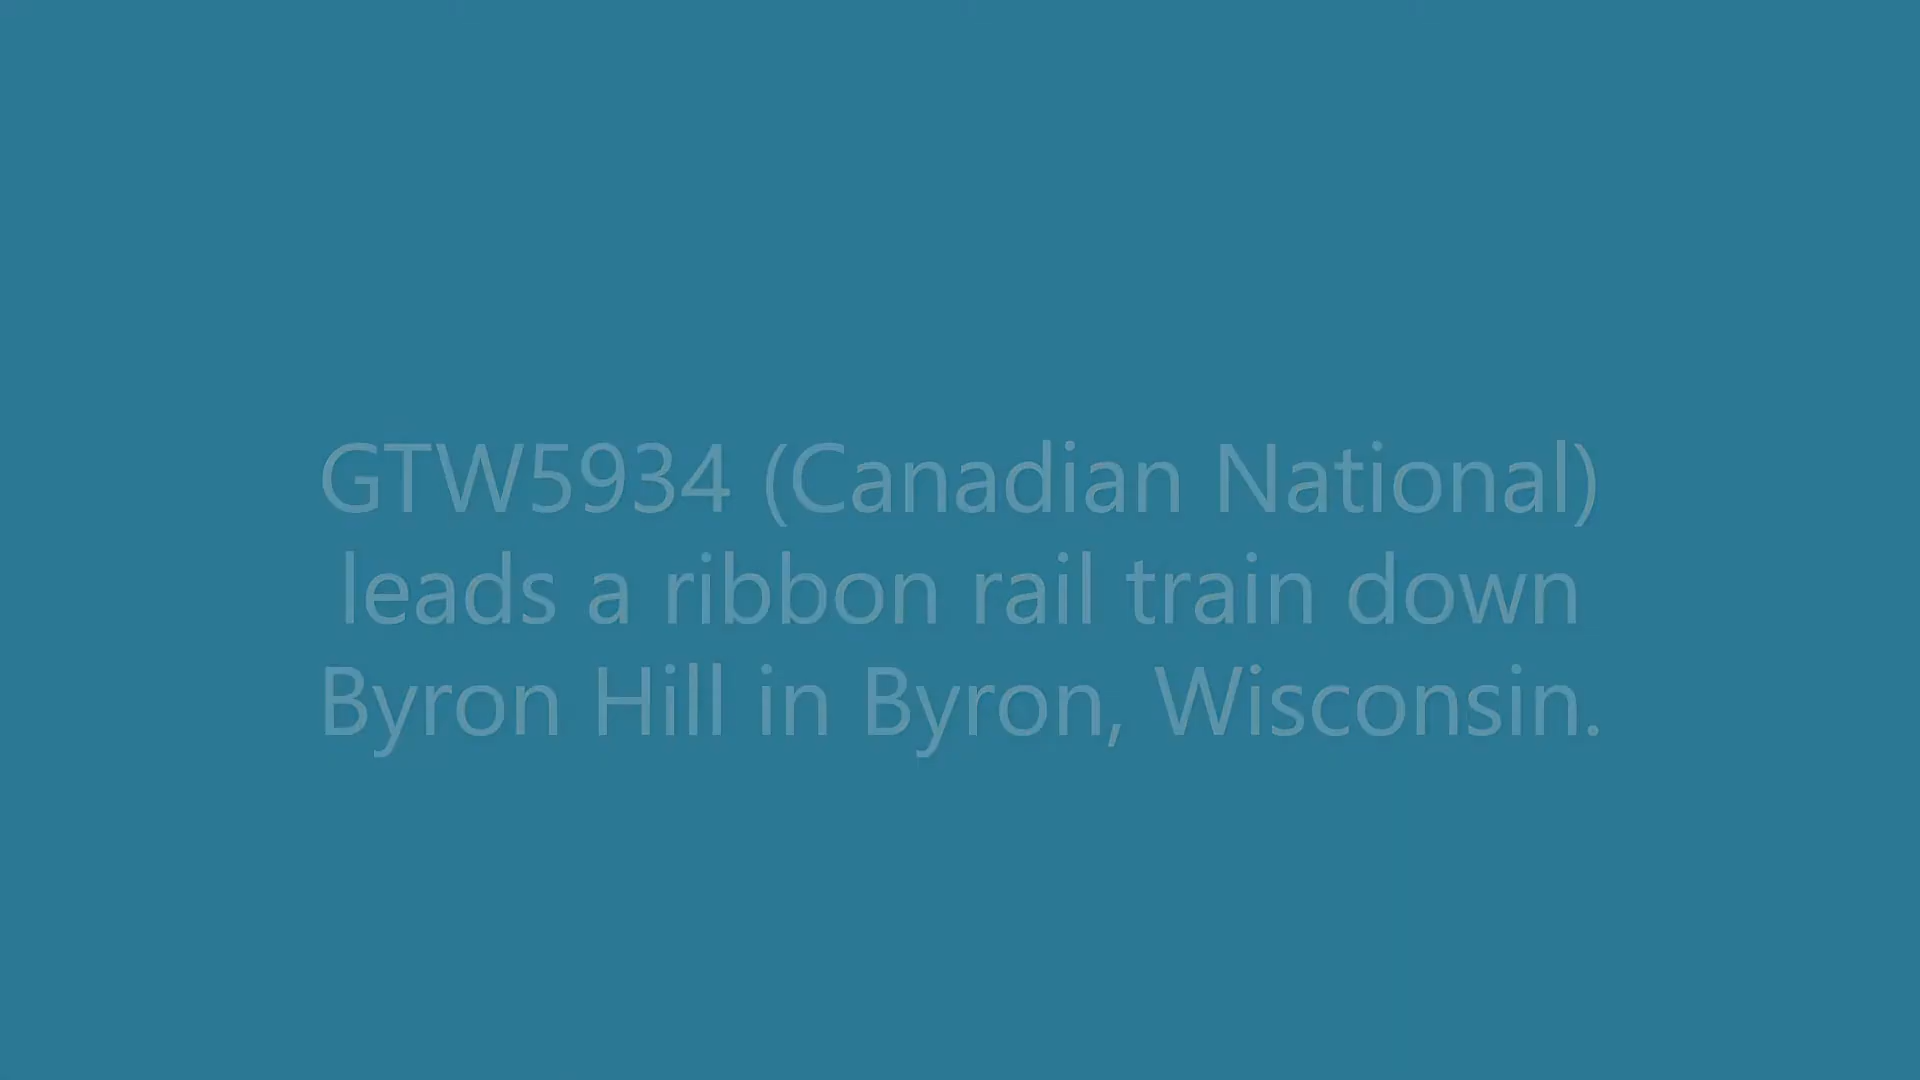 GTW5934 (Canadian National)
leads a ribbon rail train down
Byron Hill in Byron, Wisconsin.